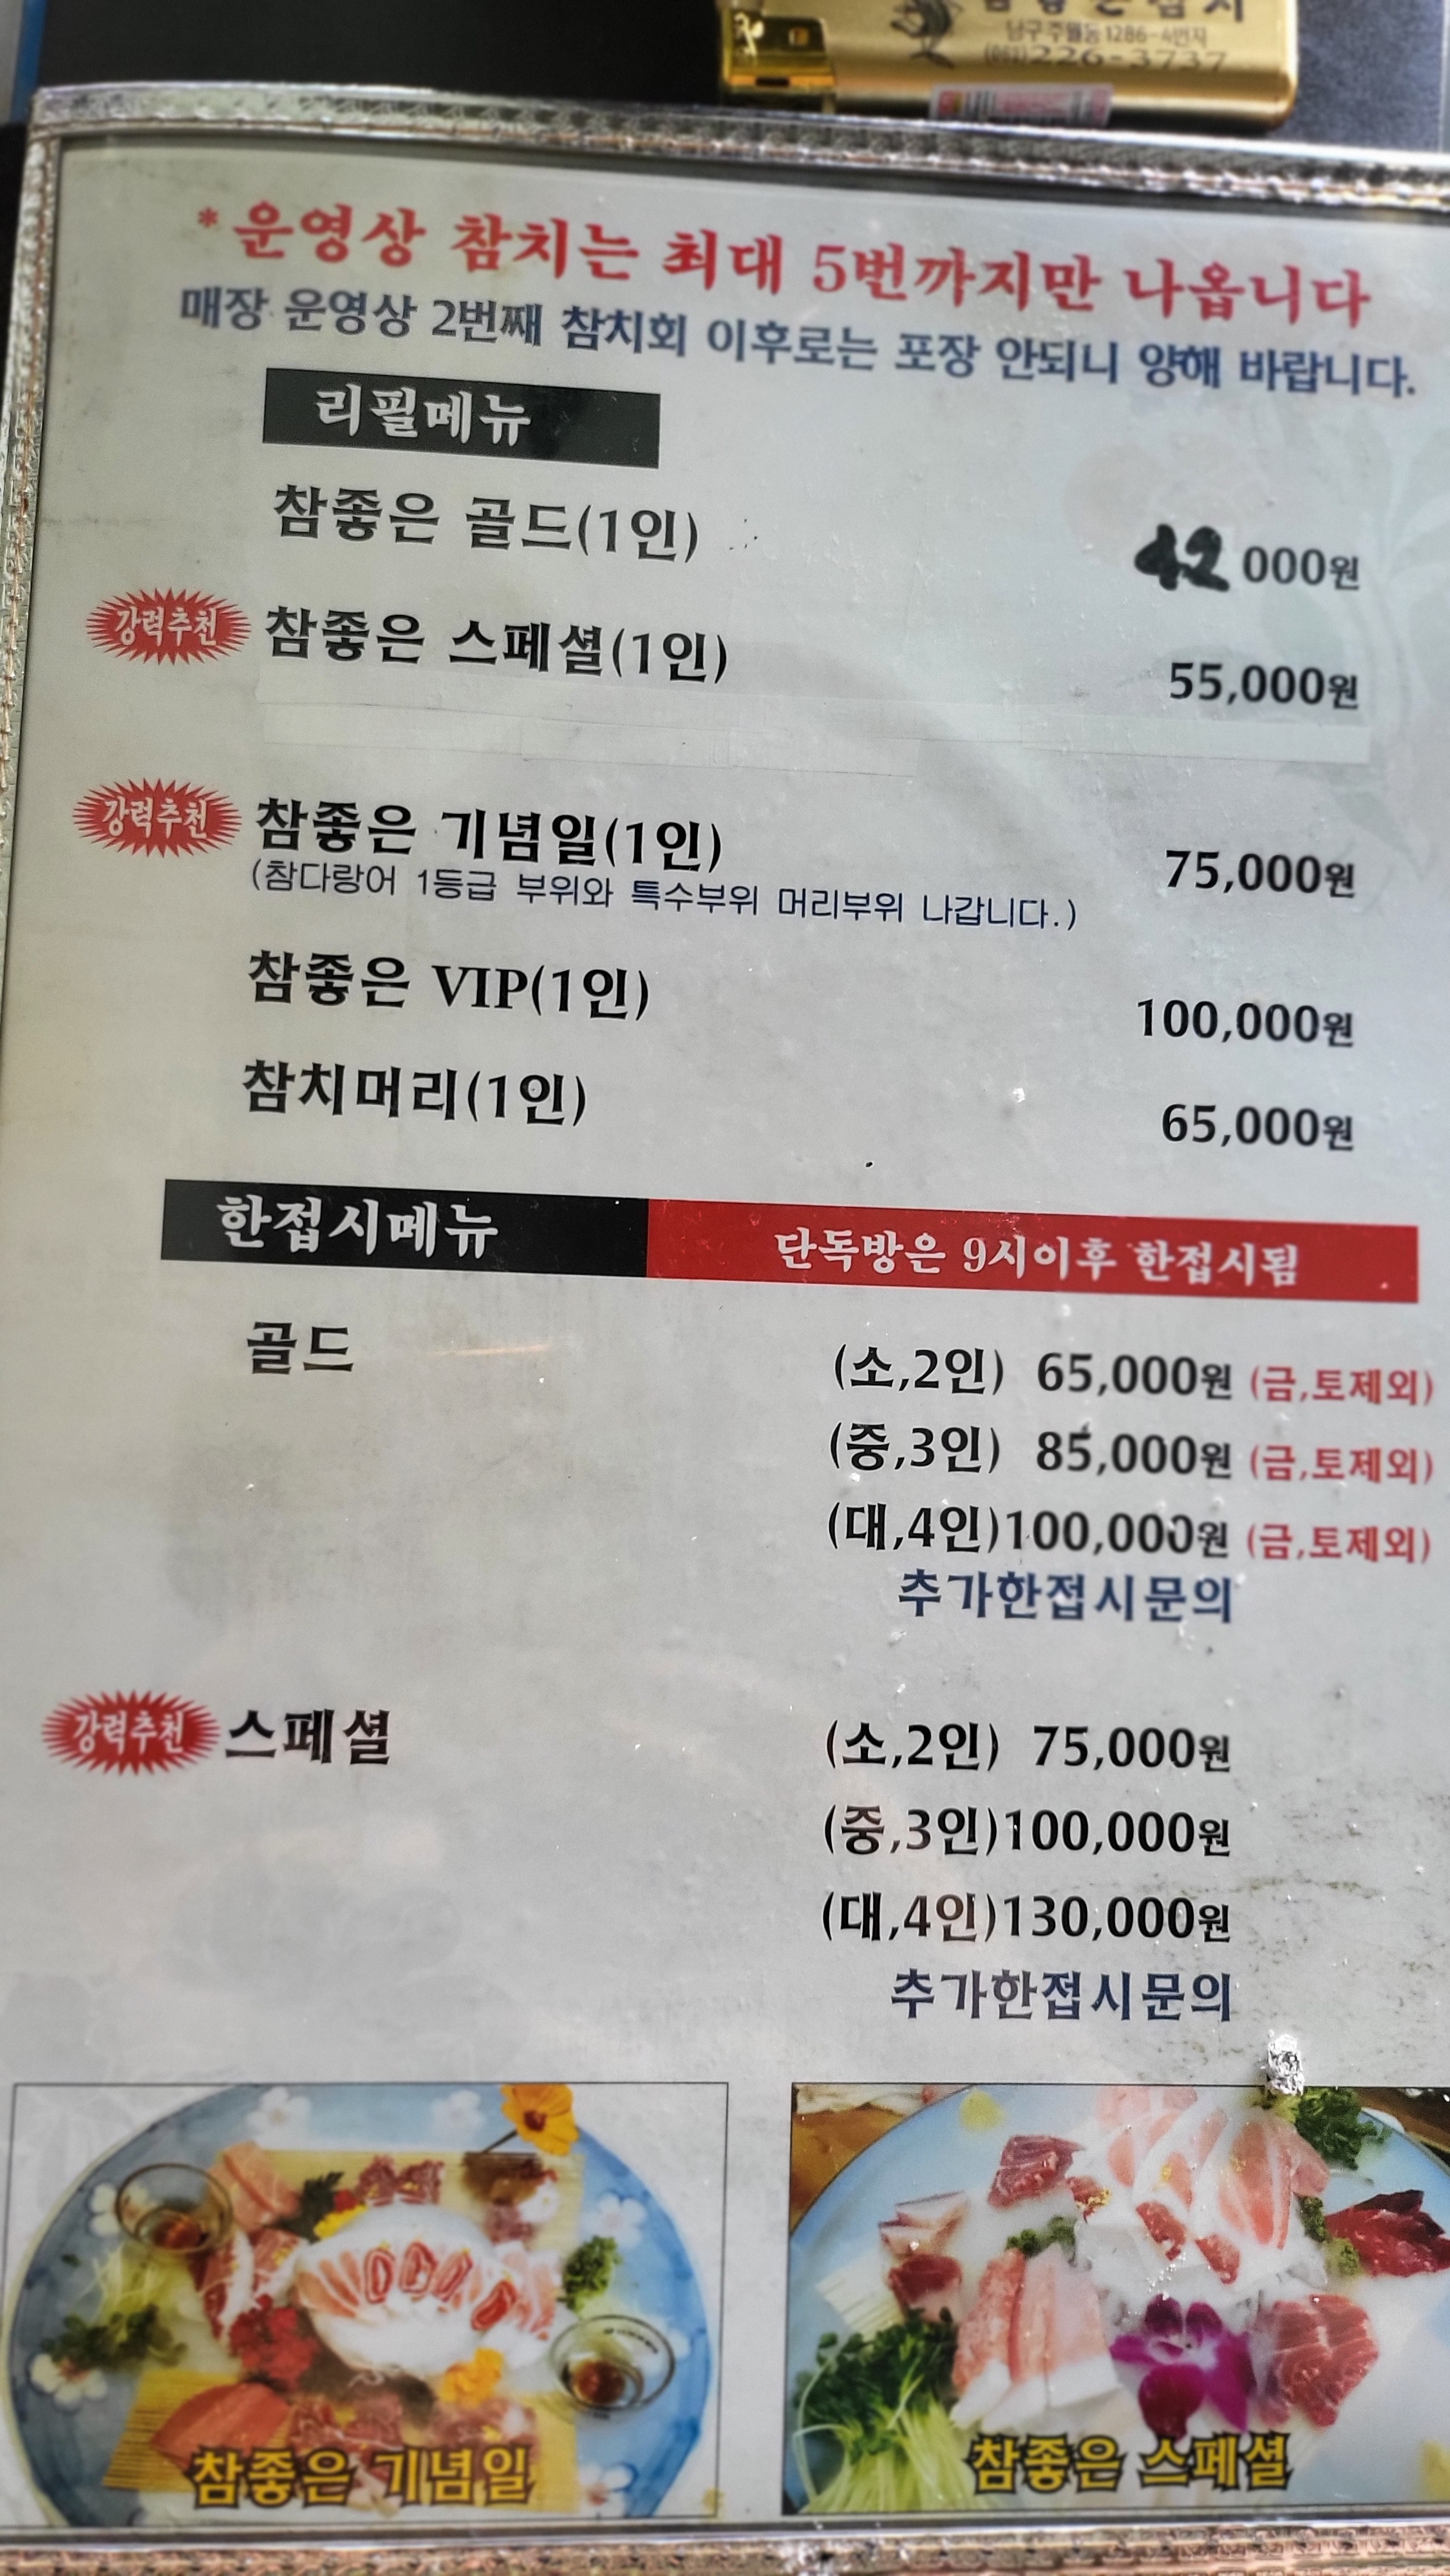 남구 주월동 1286-4번지
(062)226-3737
*운영상 참치는 최대 5번까지만 나옵니다
매장 운영상 2번째 참치회 이후로는 포장 안되니 양해 바랍니다.
리필메뉴
참좋은 골드(1인) 42 000원
강력추천 참좋은 스페셜(1인) 55,000원
강력추천 참좋은 기념일(1인) 75,000원
(참다랑어 1등급 부위와 특수부위 머리부위 나갑니다.)
참좋은 VIP(1인) 100,000원
참치머리(1인) 65,000원
한접시메뉴 단독방은 9시이후 한접시됨
골드 (소,2인) 65,000원 (금,토제외)
(중,3인) 85,000원 (금,토제외)
(대,4인)100,000원 (금,토제외)
추가한접시문의
강력추천 스페셜 (소,2인) 75,000원
(중,3인)100,000원
(대,4인)130,000원
추가한접시문의
참좋은 기념일 참좋은 스페셜